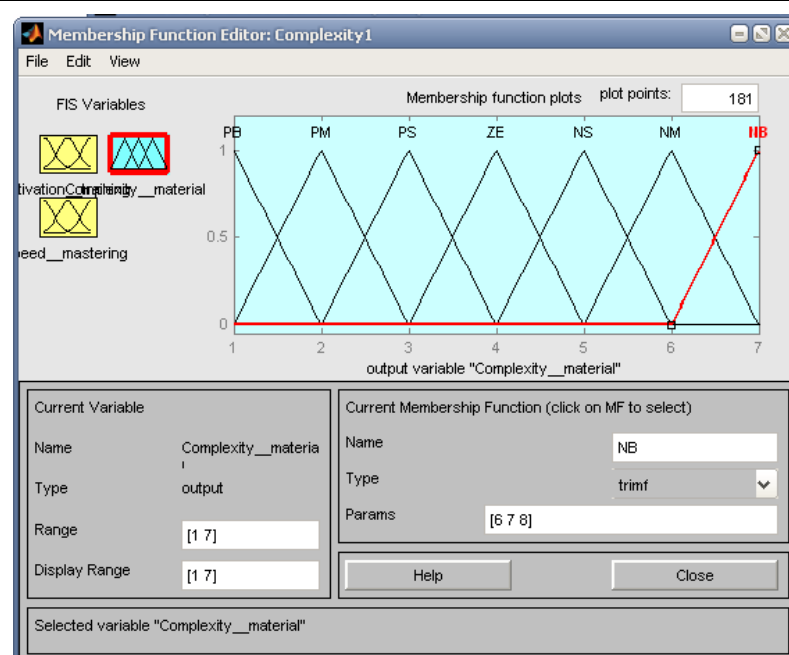 Membership Function Editor: Complexity1
File Edit View
FIS Variables
Membership function plots
plot points:
181
PB PM PS ZE NS NM NB
1
0.5
0
1 2 3 4 5 6 7
output variable "Complexity__material"
tivation
Complexity__material
eed__mastering
Current Variable
Name
Complexity__materia
l
Type
output
Range
[1 7]
Display Range
[1 7]
Current Membership Function (click on MF to select)
Name
NB
Type
trimf
Params
[6 7 8]
Help
Close
Selected variable "Complexity__material"